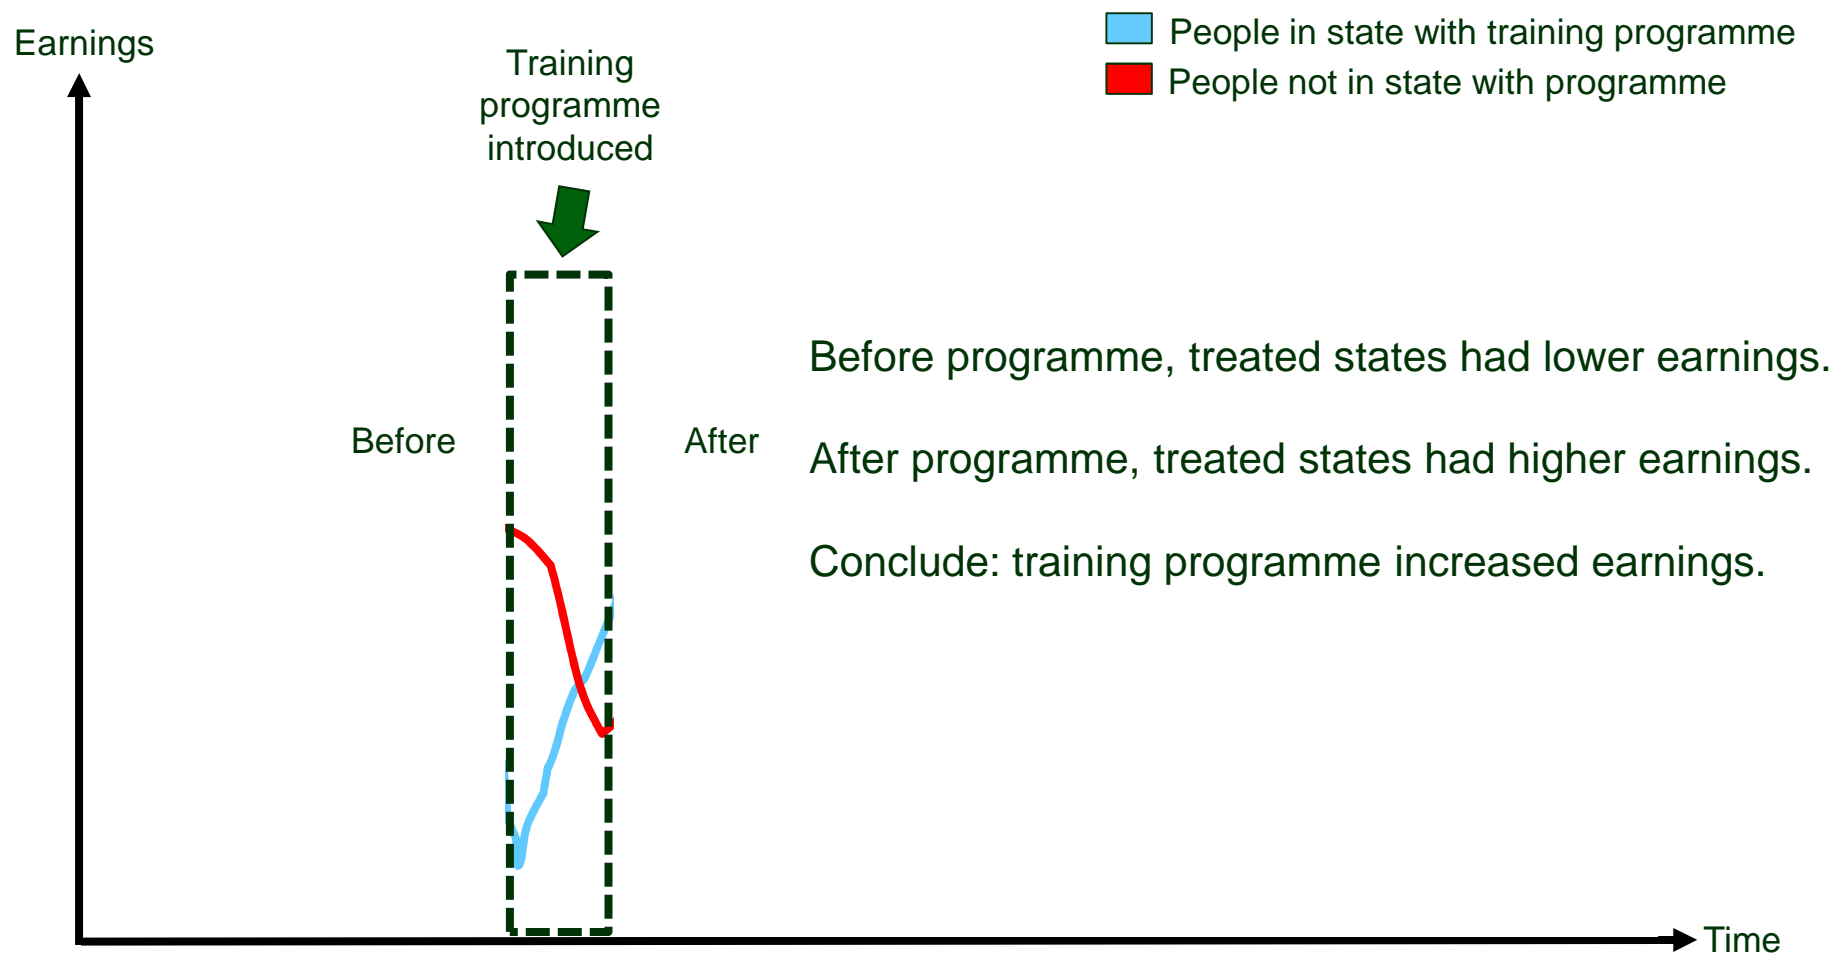 Earnings
Training
programme
introduced
People in state with training programme
People not in state with programme
Before
After
Before programme, treated states had lower earnings.
After programme, treated states had higher earnings.
Conclude: training programme increased earnings.
Time